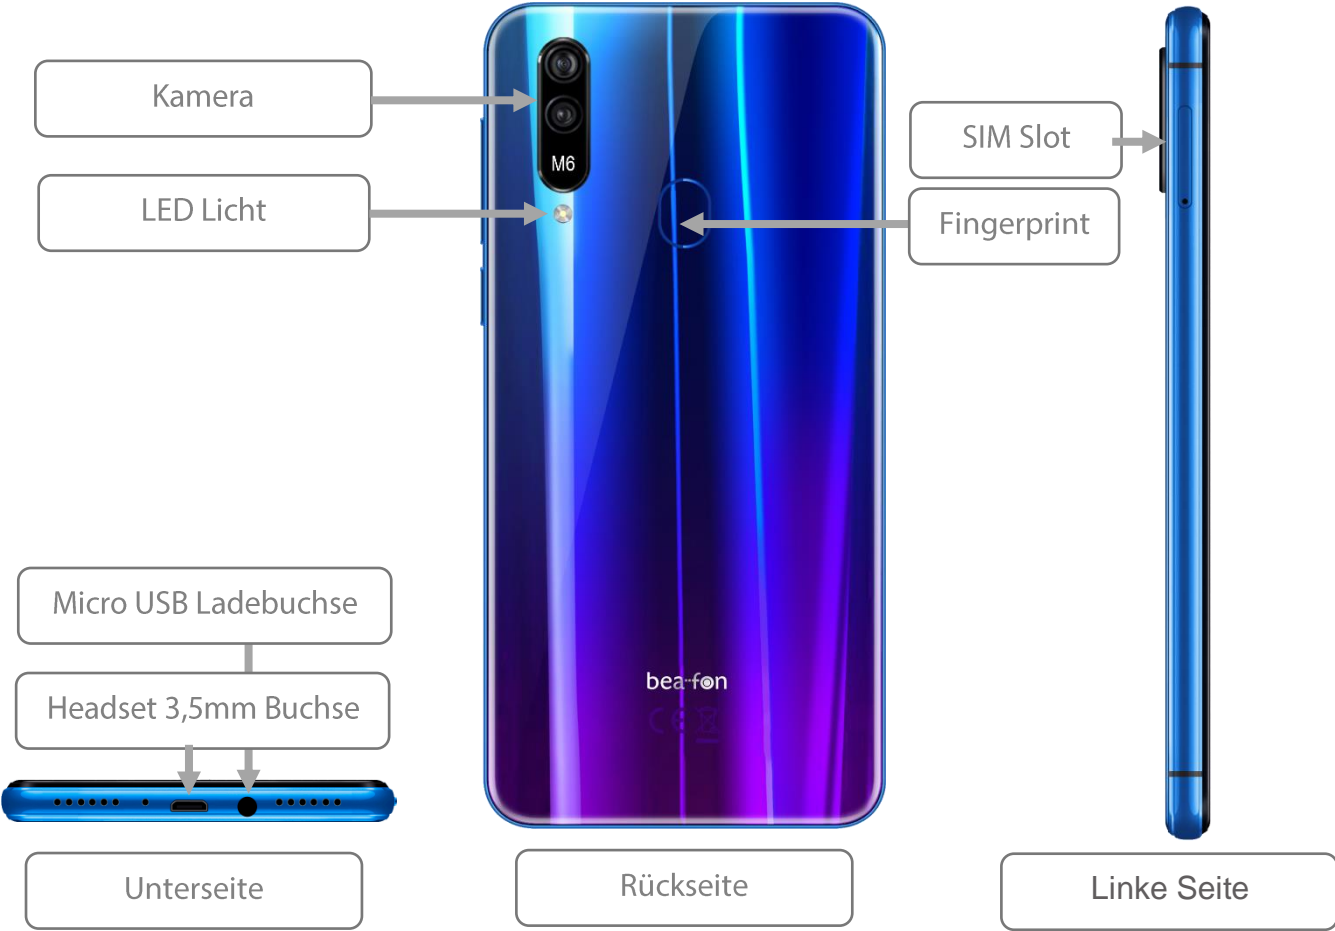 Kamera
LED Licht
M6
SIM Slot
Fingerprint
Micro USB Ladebuchse
Headset 3,5mm Buchse
bea-fon
CE
Unterseite
Rückseite
Linke Seite